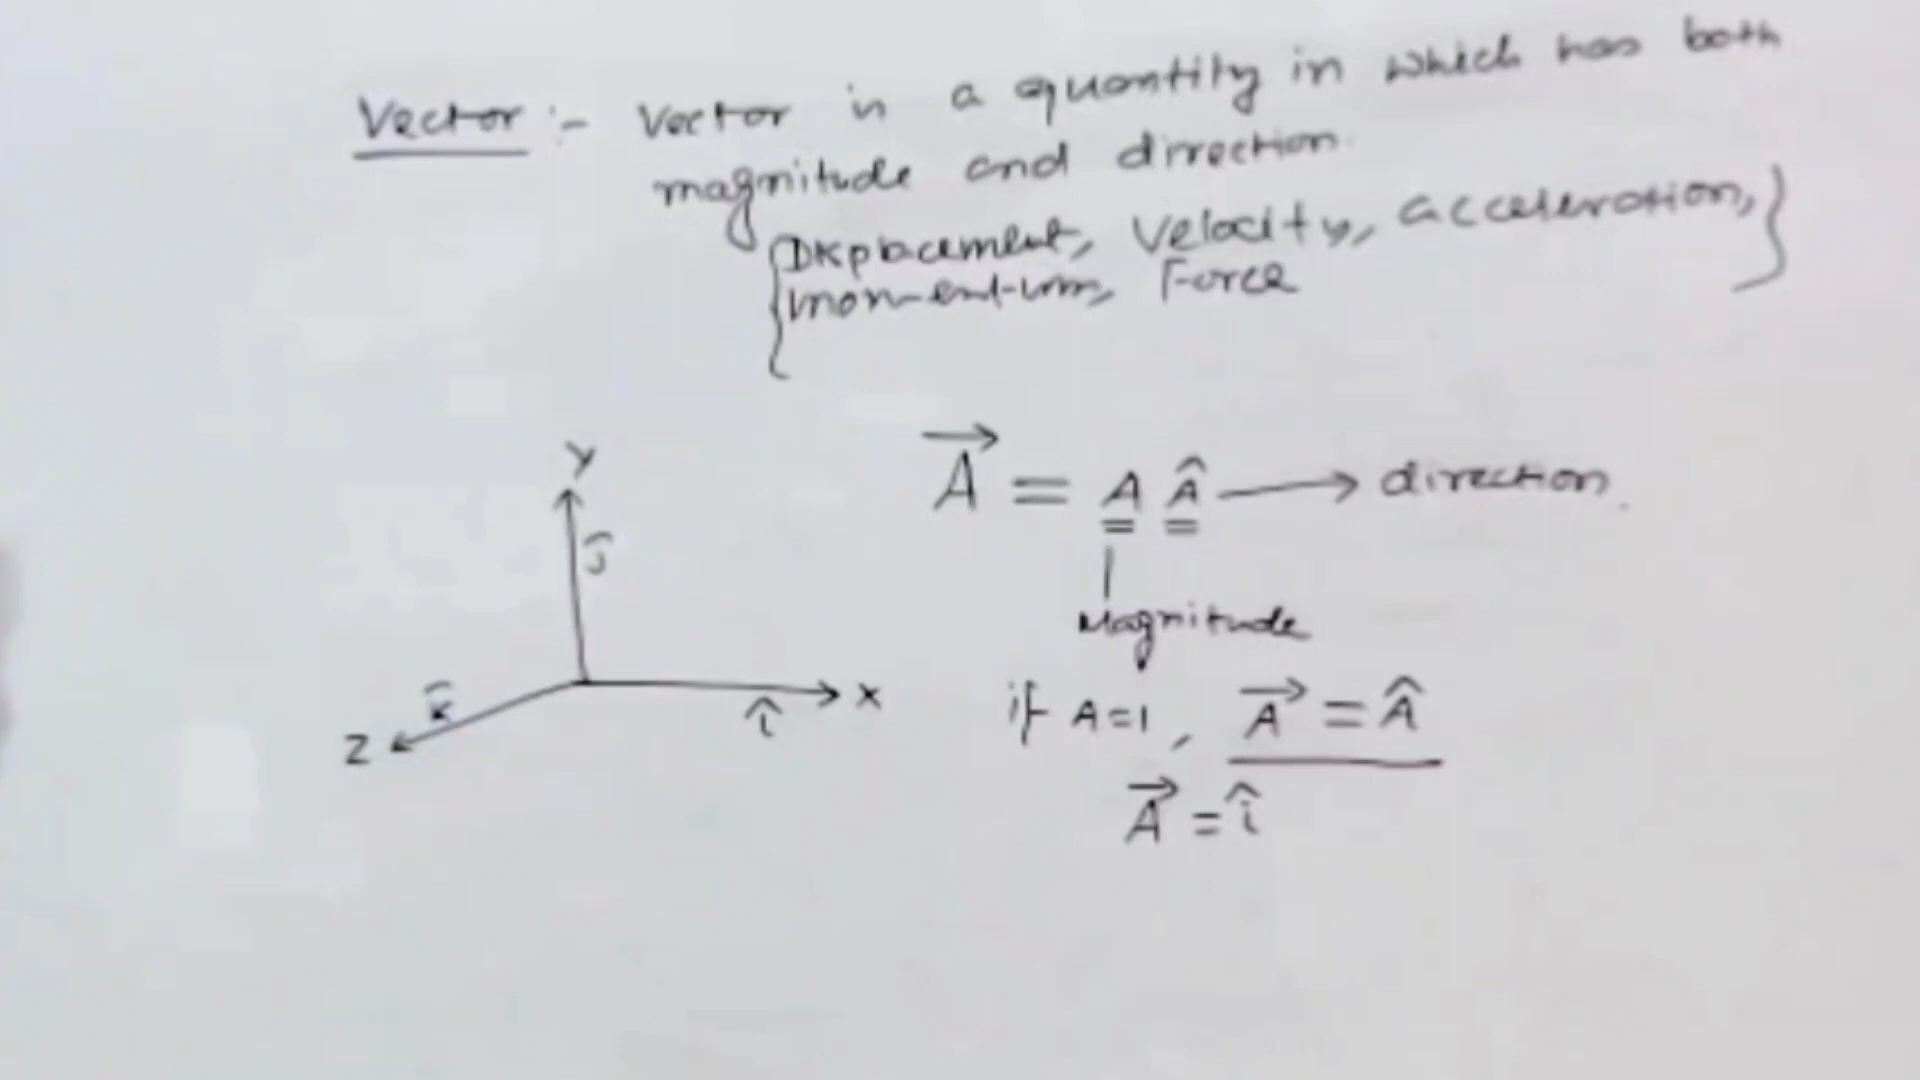 Vector :- Vector is a quantity in which has both
magnitude and direction.
{ Displacement, Velocity, acceleration,
momentum, Force }
Y
ĵ
k̂
Z
î
X
A⃗ = A Â → direction
Magnitude
if A=1, A⃗ = Â
A⃗ = î